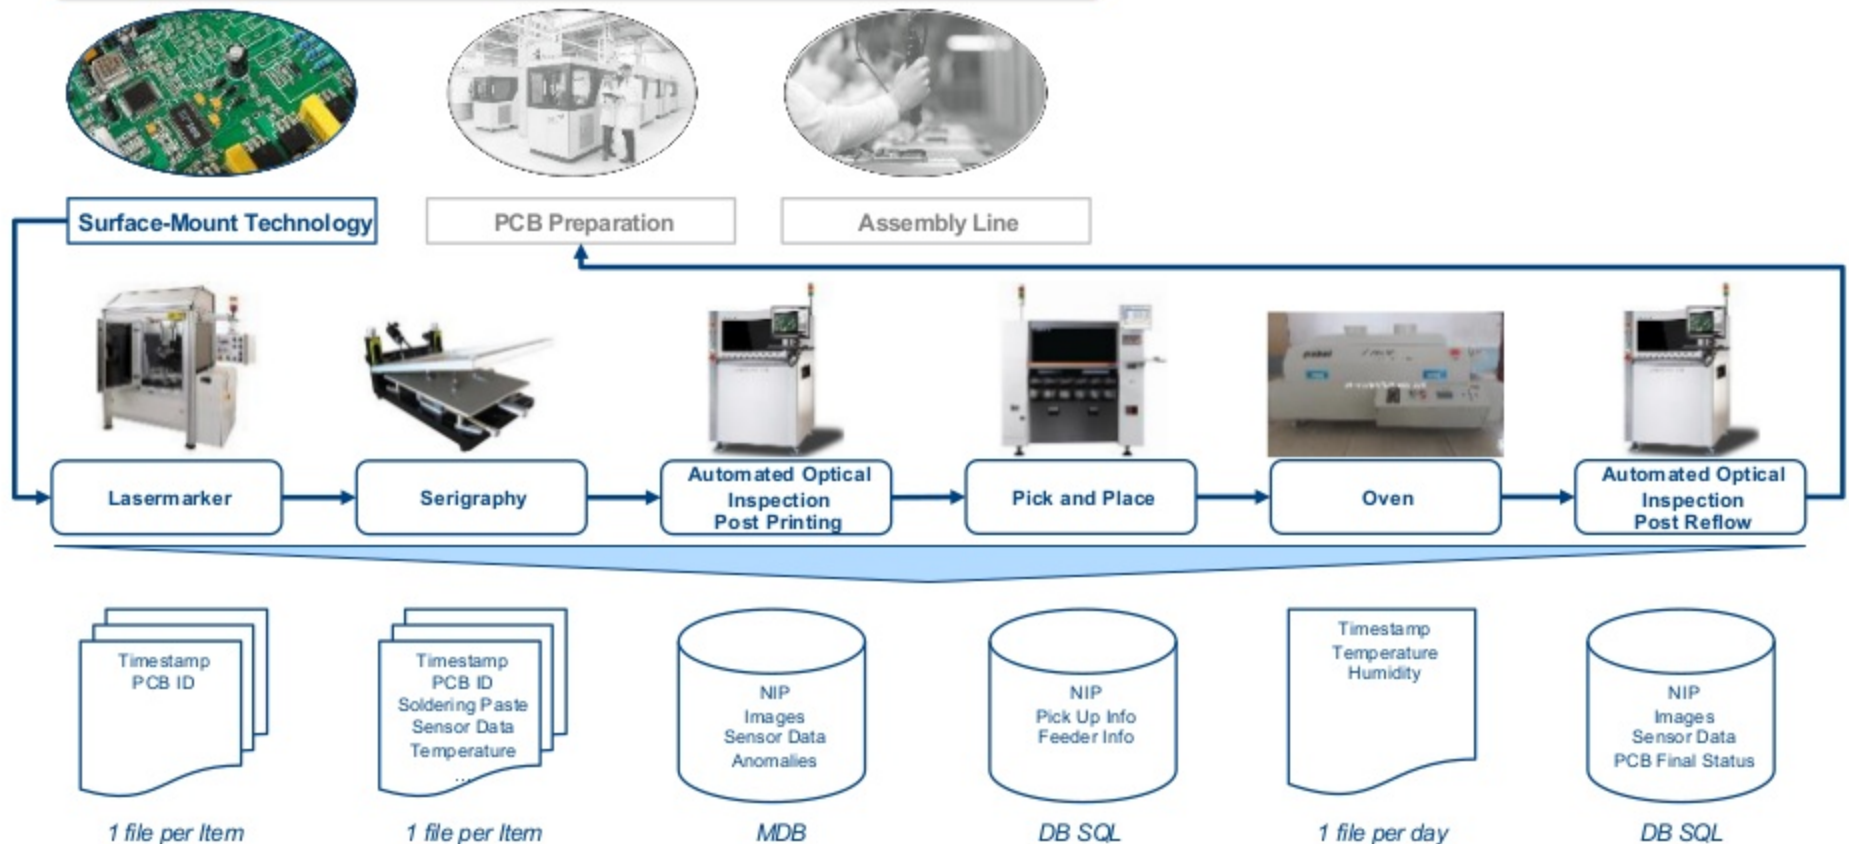 Surface-Mount Technology
PCB Preparation
Assembly Line
Lasermarker
Serigraphy
Automated Optical
Inspection
Post Printing
Pick and Place
Oven
Automated Optical
Inspection
Post Reflow
Timestamp
PCB ID
Timestamp
PCB ID
Soldering Paste
Sensor Data
Temperature
...
NIP
Images
Sensor Data
Anomalies
NIP
Pick Up Info
Feeder Info
Timestamp
Temperature
Humidity
NIP
Images
Sensor Data
PCB Final Status
1 file per Item
1 file per Item
MDB
DB SQL
1 file per day
DB SQL